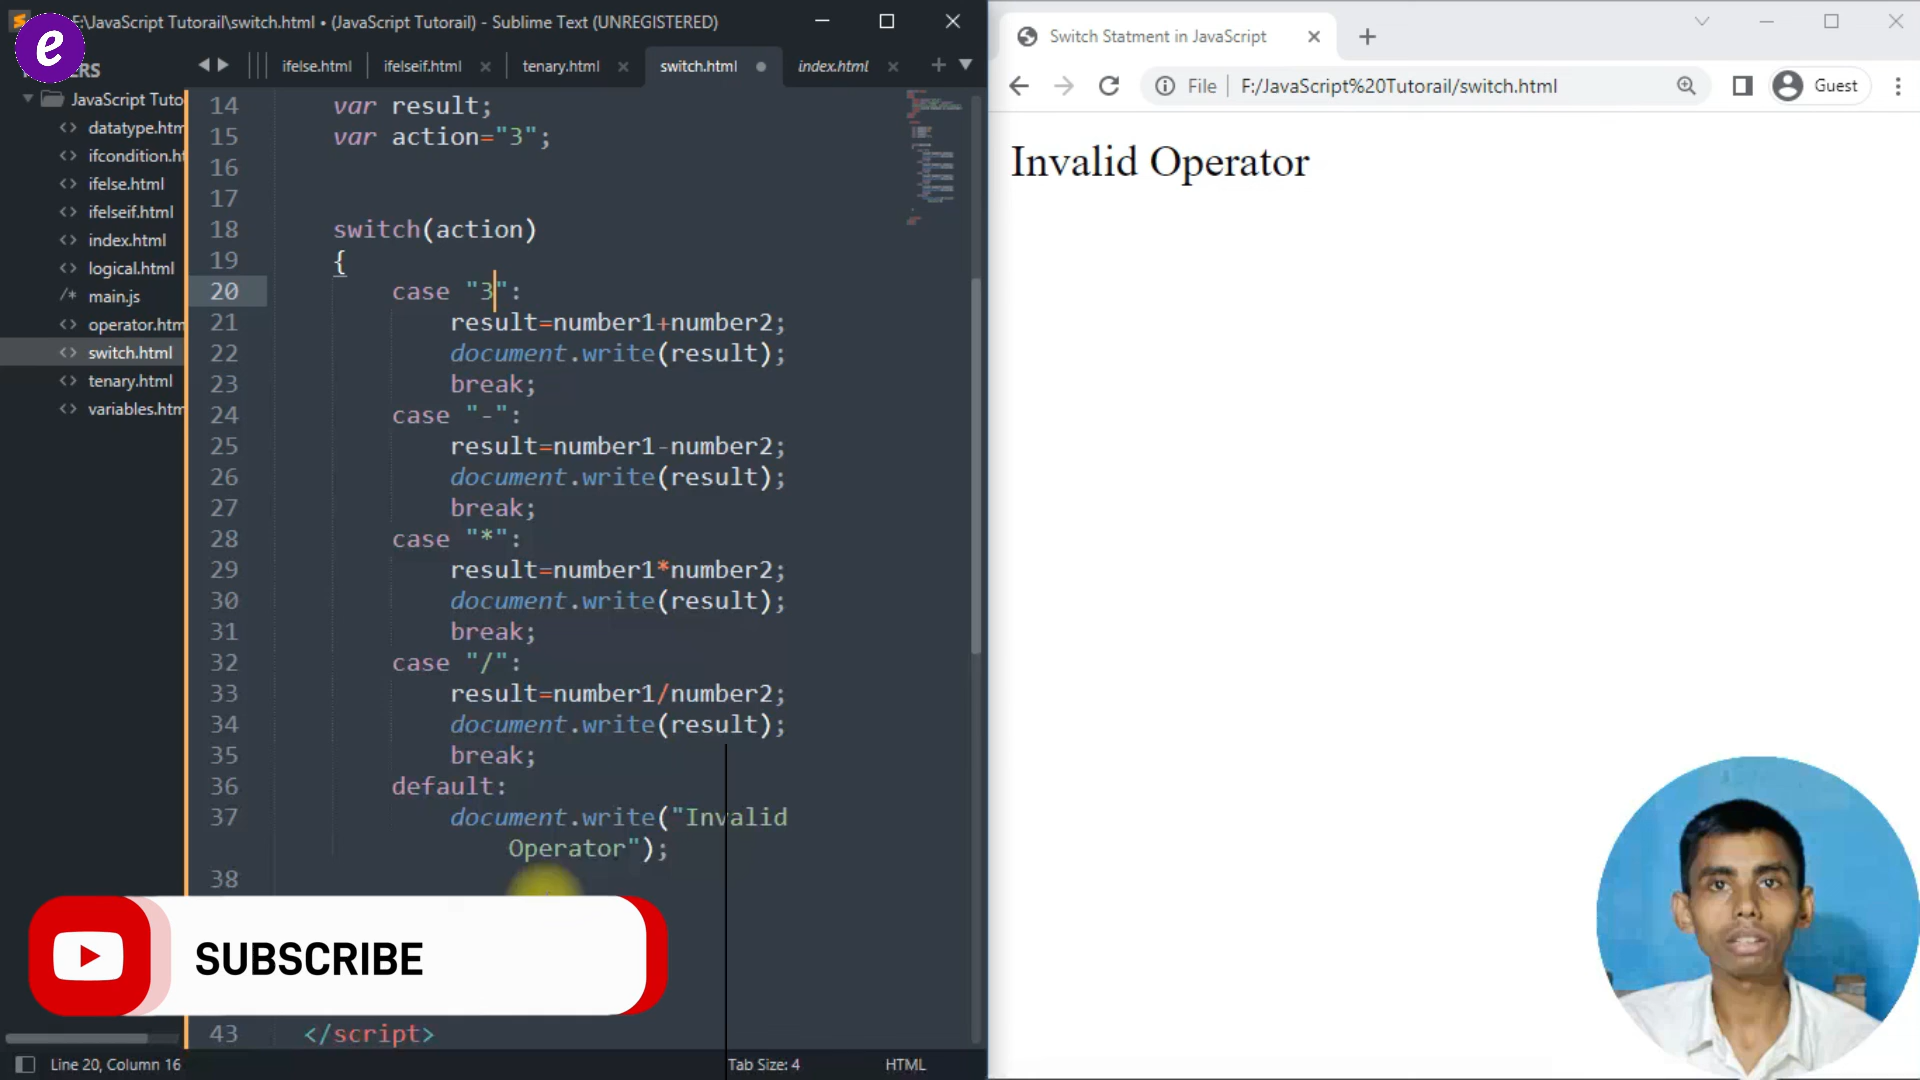 e
F:\JavaScript Tutorail\switch.html • (JavaScript Tutorail) - Sublime Text (UNREGISTERED)
ERS
ifelse.html
ifelseif.html
tenary.html
switch.html
index.html
JavaScript Tuto
datatype.htm
ifcondition.ht
ifelse.html
ifelseif.html
index.html
logical.html
main.js
operator.htm
switch.html
tenary.html
variables.htm
14 var result;
15 var action="3";
16
17
18 switch(action)
19 {
20 case "3":
21 result=number1+number2;
22 document.write(result);
23 break;
24 case "-":
25 result=number1-number2;
26 document.write(result);
27 break;
28 case "*":
29 result=number1*number2;
30 document.write(result);
31 break;
32 case "/":
33 result=number1/number2;
34 document.write(result);
35 break;
36 default:
37 document.write("Invalid
Operator");
38
43 </script>
SUBSCRIBE
Line 20, Column 16
Tab Size: 4
HTML
Switch Statment in JavaScript
File
F:/JavaScript%20Tutorail/switch.html
Guest
Invalid Operator